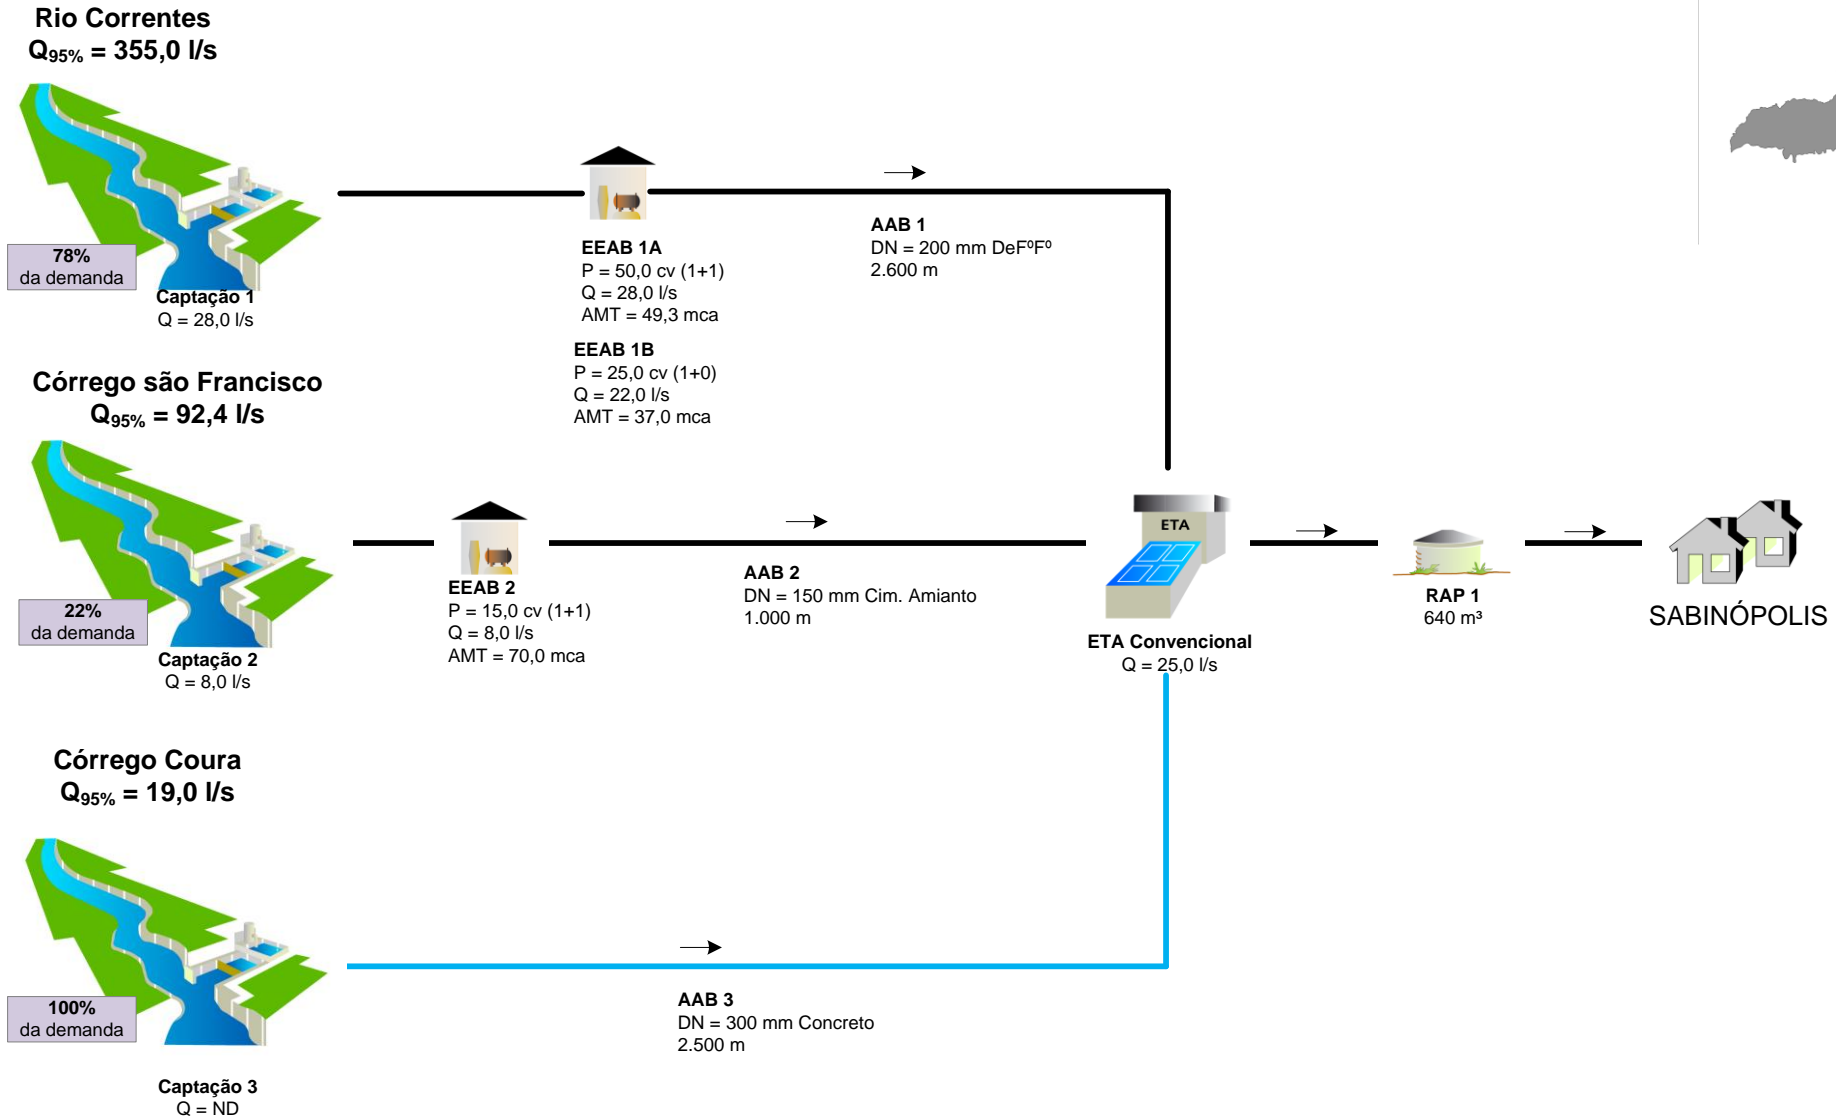 Rio Correntes
Q95% = 355,0 l/s
78%
da demanda
Captação 1
Q = 28,0 l/s
EEAB 1A
P = 50,0 cv (1+1)
Q = 28,0 l/s
AMT = 49,3 mca
EEAB 1B
P = 25,0 cv (1+0)
Q = 22,0 l/s
AMT = 37,0 mca
AAB 1
DN = 200 mm DeFºFº
2.600 m
Córrego são Francisco
Q95% = 92,4 l/s
22%
da demanda
Captação 2
Q = 8,0 l/s
EEAB 2
P = 15,0 cv (1+1)
Q = 8,0 l/s
AMT = 70,0 mca
AAB 2
DN = 150 mm Cim. Amianto
1.000 m
ETA
ETA Convencional
Q = 25,0 l/s
RAP 1
640 m³
SABINÓPOLIS
Córrego Coura
Q95% = 19,0 l/s
100%
da demanda
Captação 3
Q = ND
AAB 3
DN = 300 mm Concreto
2.500 m